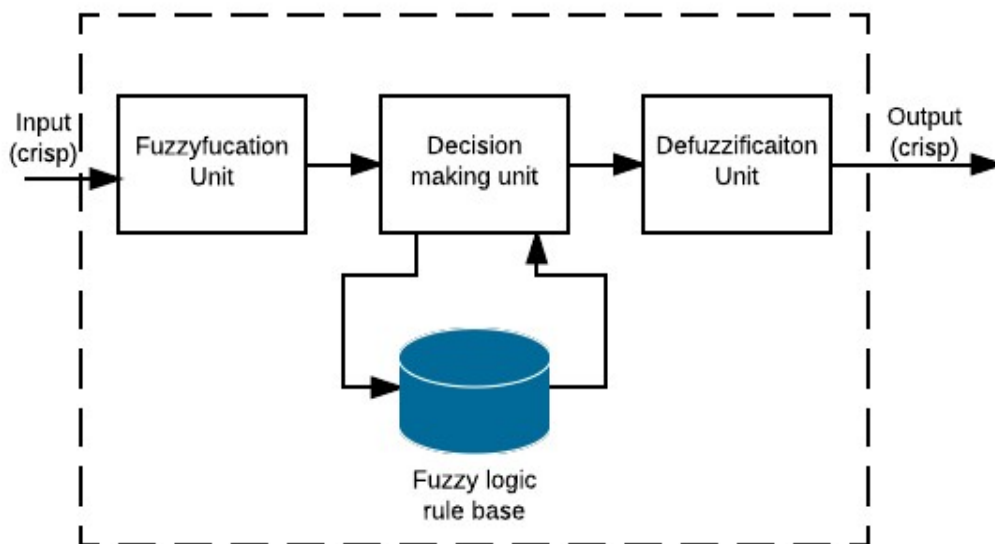 Input
(crisp)
Fuzzyfucation
Unit
Decision
making unit
Defuzzificaiton
Unit
Output
(crisp)
Fuzzy logic
rule base